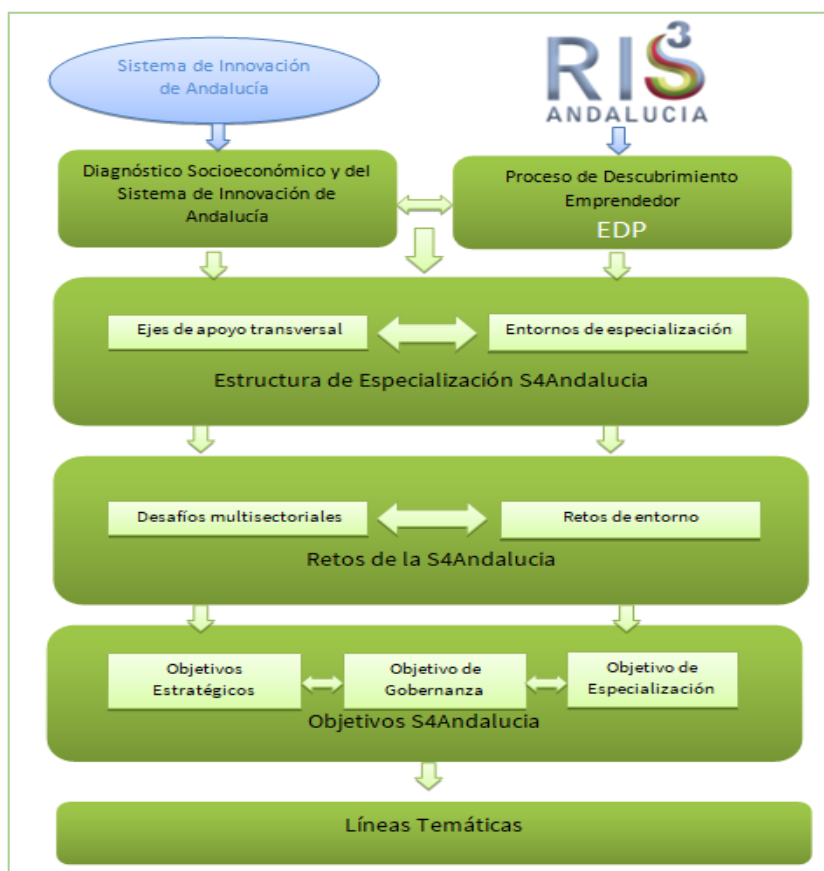 Sistema de Innovación
de Andalucía
RIS3
ANDALUCIA
Diagnóstico Socioeconómico y del
Sistema de Innovación de
Andalucía
Proceso de Descubrimiento
Emprendedor
EDP
Ejes de apoyo transversal
Entornos de especialización
Estructura de Especialización S4Andalucia
Desafíos multisectoriales
Retos de entorno
Retos de la S4Andalucia
Objetivos
Estratégicos
Objetivo de
Gobernanza
Objetivo de
Especialización
Objetivos S4Andalucia
Líneas Temáticas